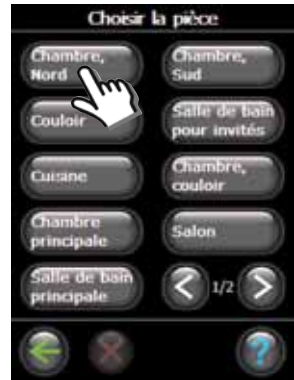 Choisir la pièce
Chambre,
Nord
Chambre,
Sud
Couloir
Salle de bain
pour invités
Cuisine
Chambre,
couloir
Chambre
principale
Salon
Salle de bain
principale
1/2
?